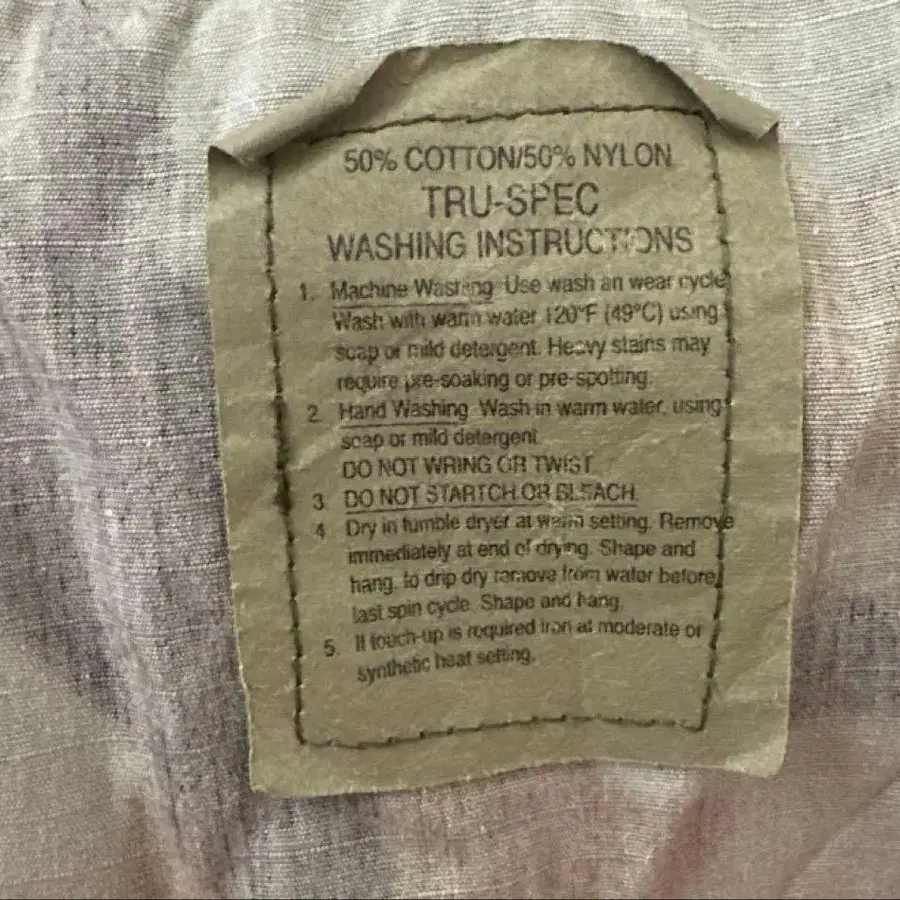 50% COTTON/50% NYLON
TRU-SPEC
WASHING INSTRUCTIONS
1. Machine Washing Use wash an wear cycle
Wash with warm water 120°F (49°C) using
soap or mild detergent. Heavy stains may
require pre-soaking or pre-spotting.
2. Hand Washing Wash in warm water, using
soap or mild detergent
DO NOT WRING OR TWIST
3 DO NOT STARTCH OR BLEACH
4 Dry in tumble dryer at warm setting. Remove
immediately at end of drying. Shape and
hang. to drip dry remove from water before
last spin cycle Shape and hang
5. If touch-up is required iron at moderate or
synthetic heat setting.